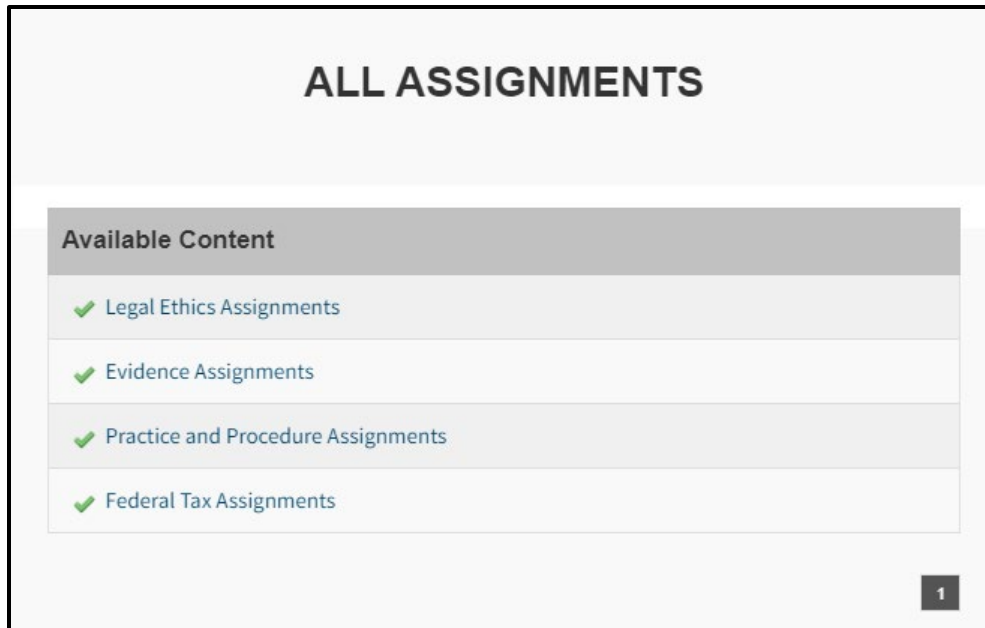 ALL ASSIGNMENTS
Available Content
Legal Ethics Assignments
Evidence Assignments
Practice and Procedure Assignments
Federal Tax Assignments
1